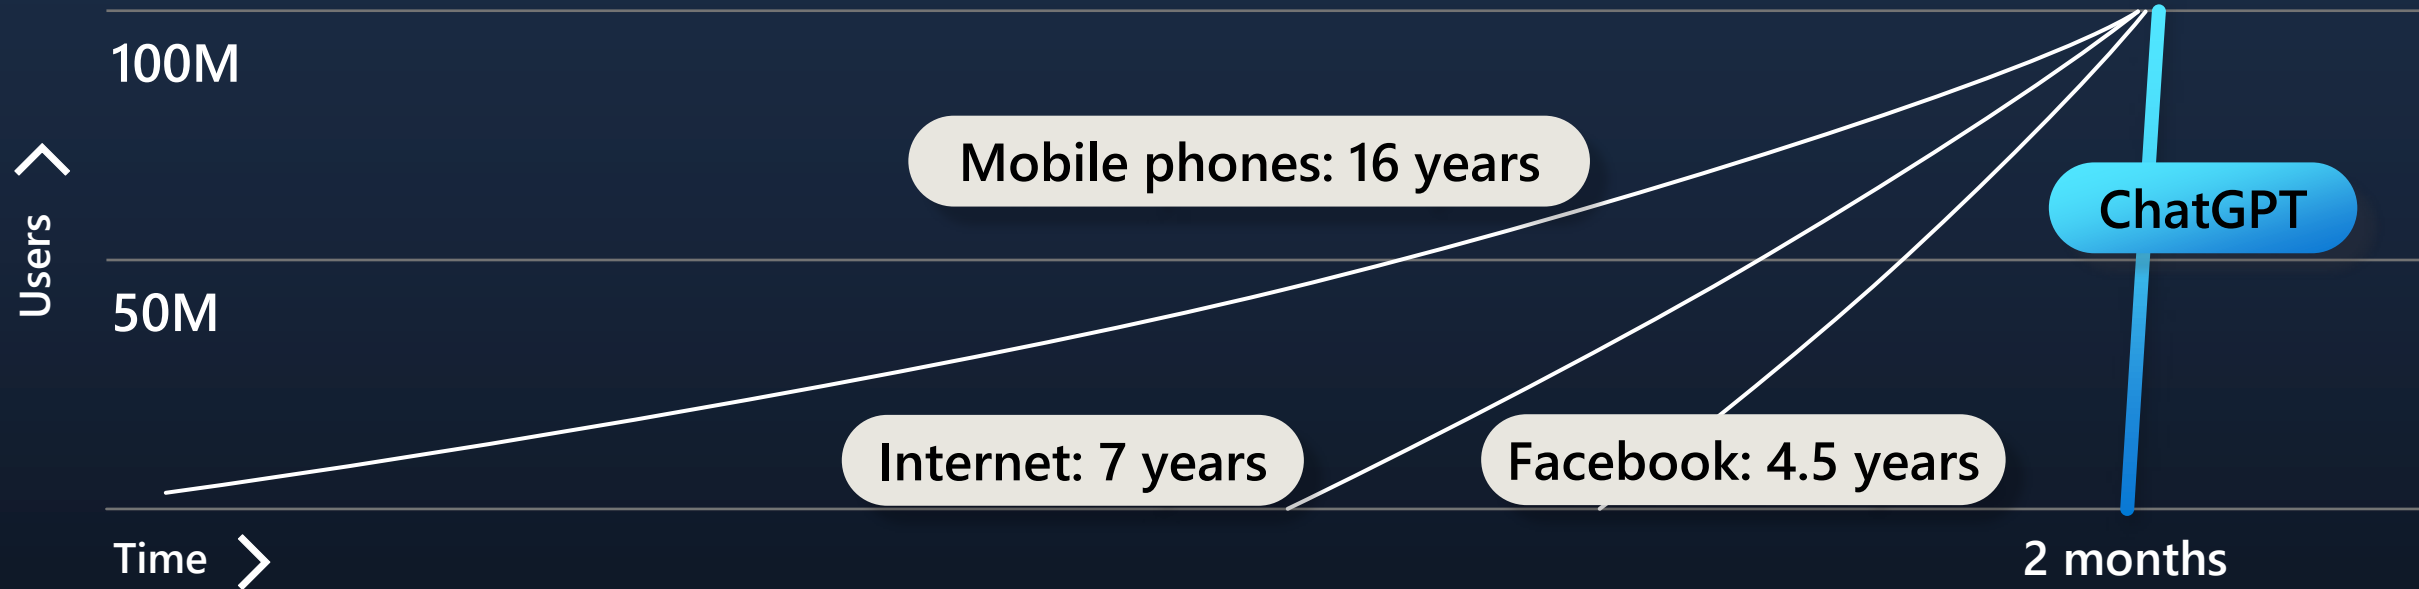 100M
Mobile phones: 16 years
ChatGPT
Users
50M
Internet: 7 years
Facebook: 4.5 years
Time
2 months